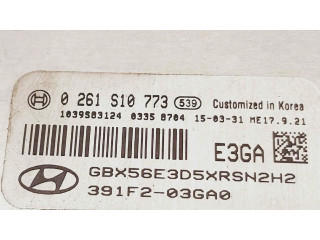 0 261 S10 773 539 Customized in Korea
1039S83124 0335 8704 15-03-31 ME17.9.21
E3GA
GBX56E3D5XRSN2H2
391F2-03GA0